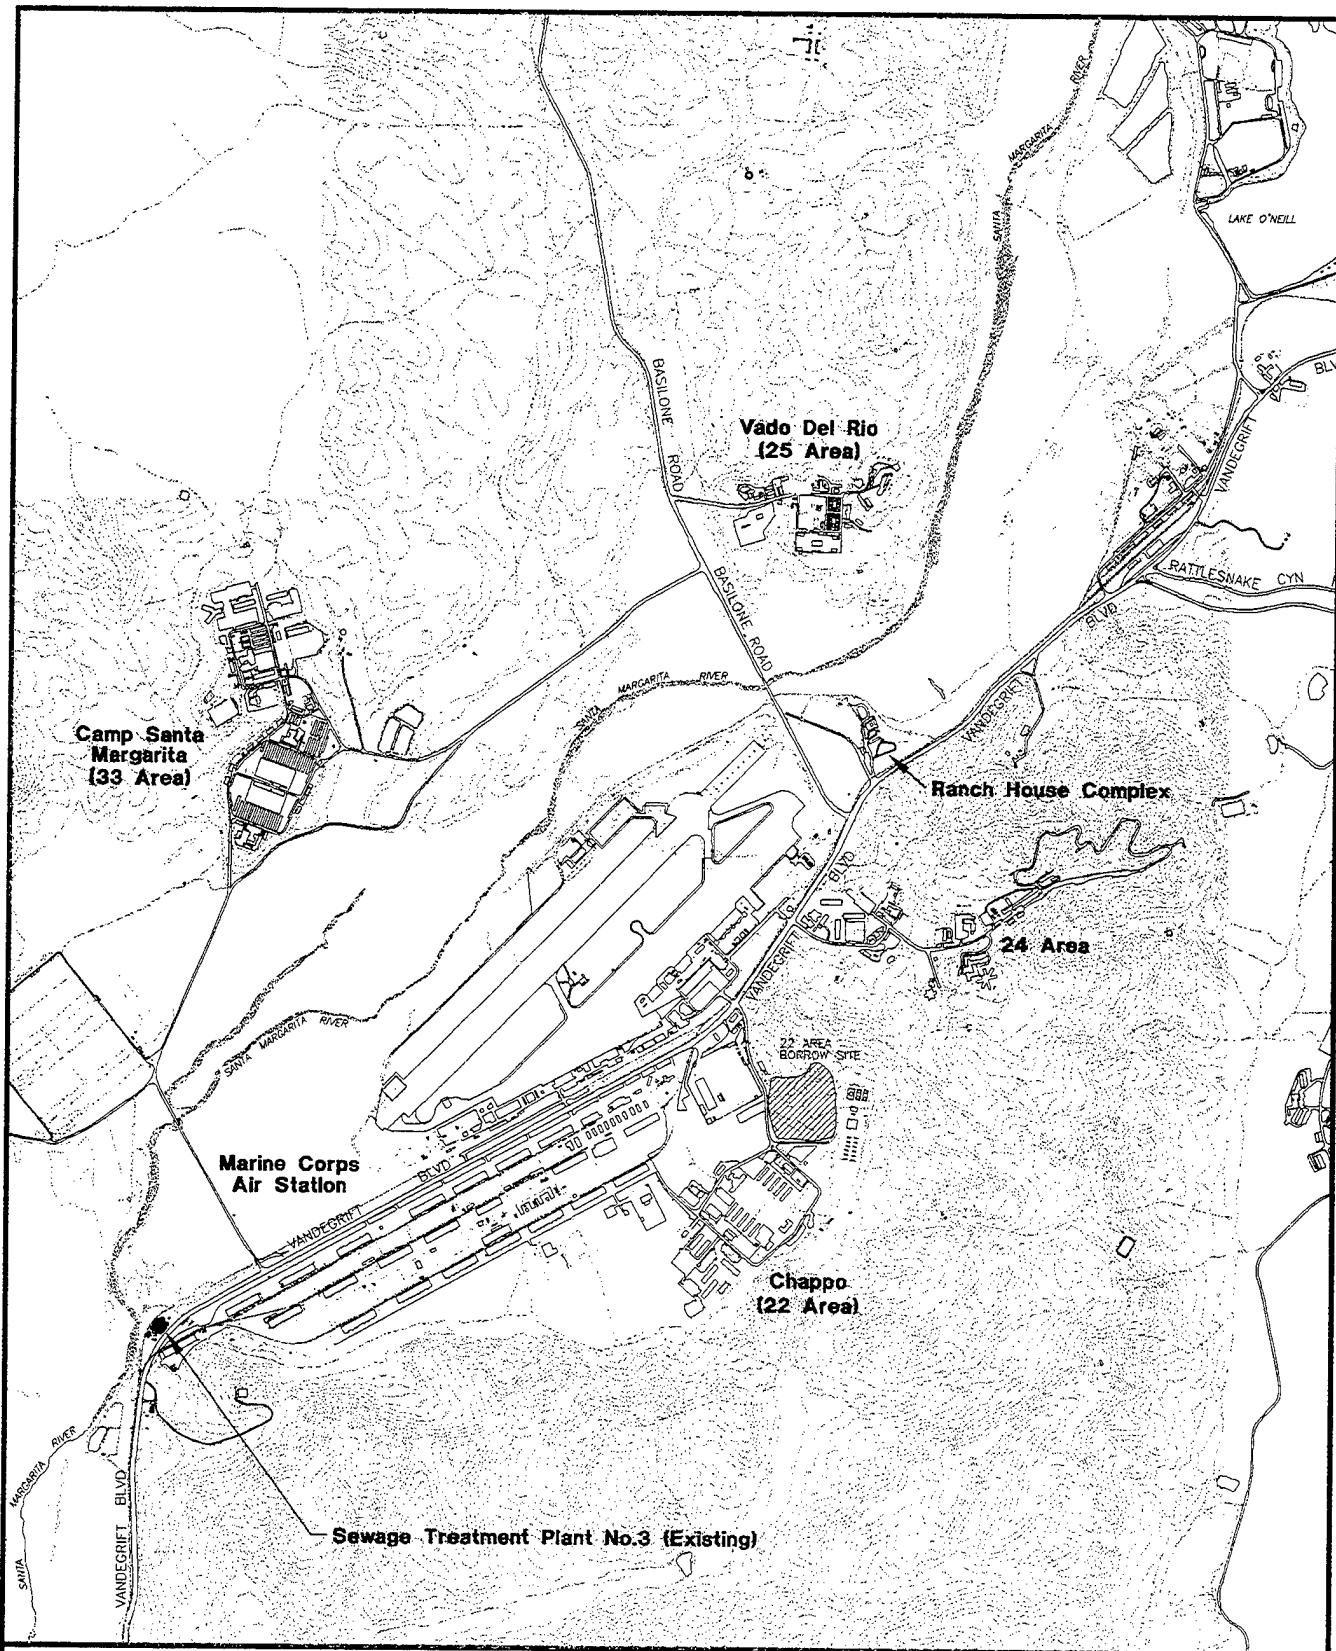 RIVER
MARGARITA
SANTA
LAKE O'NEILL
BASILONE
ROAD
BLV
Vado Del Rio
(25 Area)
VANDEGRIFT
BASILONE ROAD
RATTLESNAKE CYN
BLVD
MARGARITA RIVER
SANTA
VANDEGRIFT
Camp Santa
Margarita
(33 Area)
Ranch House Complex
BLVD
24 Area
VANDEGRIFT
SANTA MARGARITA RIVER
22 AREA
BORROW SITE
Marine Corps
Air Station
BLVD
VANDEGRIFT
Chappo
(22 Area)
RIVER
MARGARITA
SANTA
VANDEGRIFT BLVD
Sewage Treatment Plant No.3 (Existing)